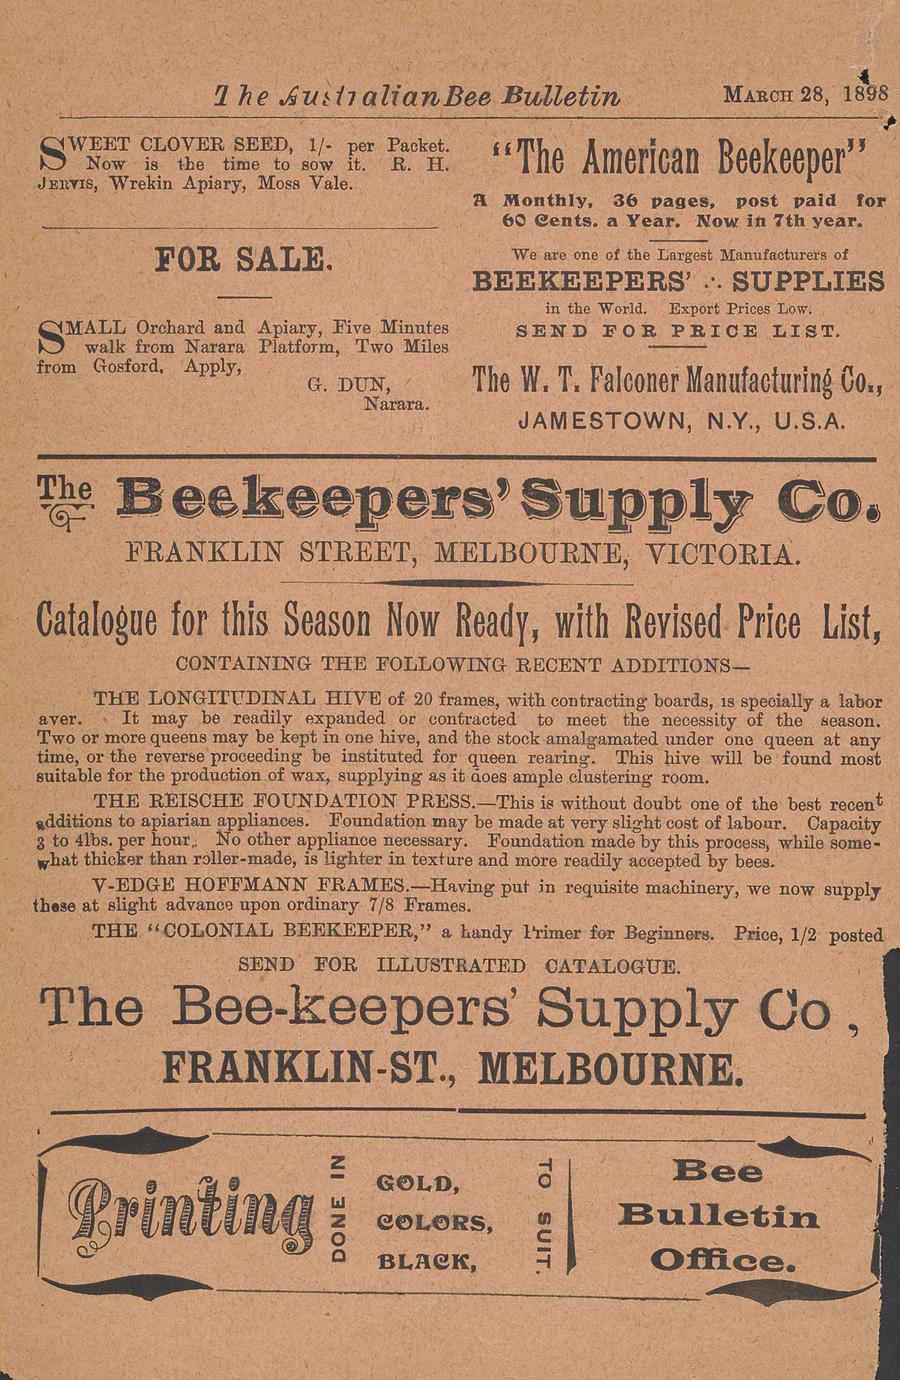 The Australian Bee Bulletin March 28, 1898
SWEET CLOVER SEED, 1/- per Packet.
Now is the time to sow it. R. H.
Jervis, Wrekin Apiary, Moss Vale.
FOR SALE.
SMALL Orchard and Apiary, Five Minutes
walk from Narara Platform, Two Miles
from Gosford, Apply,
G. DUN,
Narara.
"The American Beekeeper"
A Monthly, 36 pages, post paid for
60 Cents. a Year. Now in 7th year.
We are one of the Largest Manufacturers of
BEEKEEPERS' ∴ SUPPLIES
in the World. Export Prices Low.
SEND FOR PRICE LIST.
The W. T. Falconer Manufacturing Co.,
JAMESTOWN, N.Y., U.S.A.
The Beekeepers' Supply Co.
FRANKLIN STREET, MELBOURNE, VICTORIA.
Catalogue for this Season Now Ready, with Revised Price List,
CONTAINING THE FOLLOWING RECENT ADDITIONS—
THE LONGITUDINAL HIVE of 20 frames, with contracting boards, is specially a labor
aver. It may be readily expanded or contracted to meet the necessity of the season.
Two or more queens may be kept in one hive, and the stock amalgamated under one queen at any
time, or the reverse proceeding be instituted for queen rearing. This hive will be found most
suitable for the production of wax, supplying as it does ample clustering room.
THE REISCHE FOUNDATION PRESS.—This is without doubt one of the best recent
additions to apiarian appliances. Foundation may be made at very slight cost of labour. Capacity
3 to 4lbs. per hour,. No other appliance necessary. Foundation made by this process, while some-
what thicker than roller-made, is lighter in texture and more readily accepted by bees.
V-EDGE HOFFMANN FRAMES.—Having put in requisite machinery, we now supply
these at slight advance upon ordinary 7/8 Frames.
THE "COLONIAL BEEKEEPER," a handy Primer for Beginners. Price, 1/2 posted
SEND FOR ILLUSTRATED CATALOGUE.
The Bee-keepers' Supply Co,
FRANKLIN-ST., MELBOURNE.
Printing
DONE IN
GOLD,
COLORS,
BLACK,
TO SUIT.
Bee
Bulletin
Office.